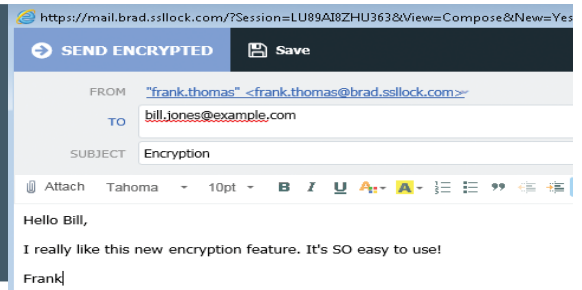 https://mail.brad.ssllock.com/?Session=LU89AI8ZHU363&View=Compose&New=Yes
SEND ENCRYPTED Save
FROM "frank.thomas" <frank.thomas@brad.ssllock.com>
TO bill.jones@example.com
SUBJECT Encryption
Attach Tahoma 10pt B I U A A
Hello Bill,
I really like this new encryption feature. It's SO easy to use!
Frank